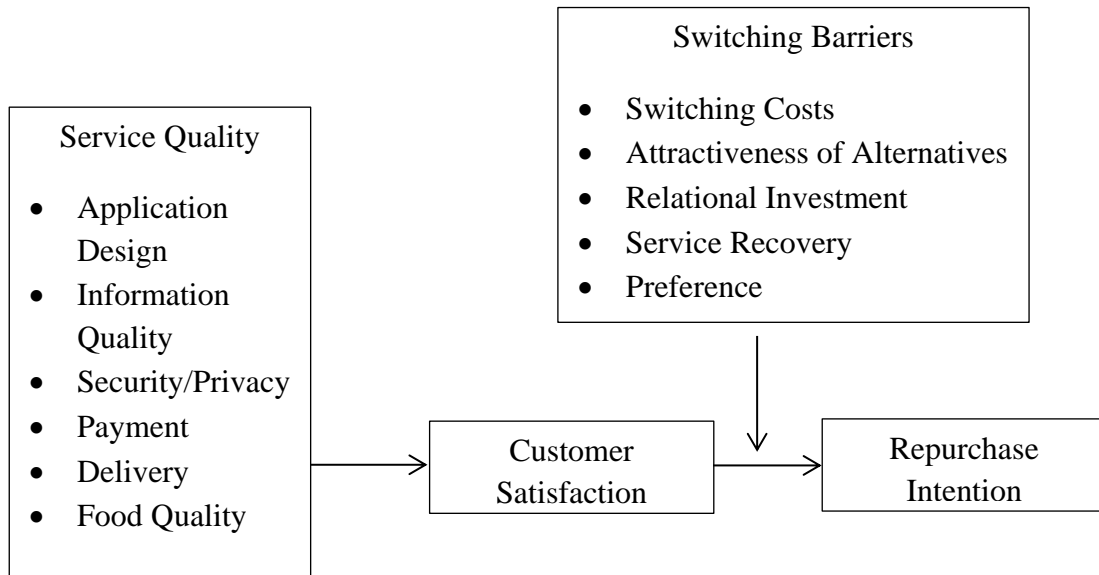 Switching Barriers
• Switching Costs
• Attractiveness of Alternatives
• Relational Investment
• Service Recovery
• Preference
Service Quality
• Application
Design
• Information
Quality
• Security/Privacy
• Payment
• Delivery
• Food Quality
Customer
Satisfaction
Repurchase
Intention